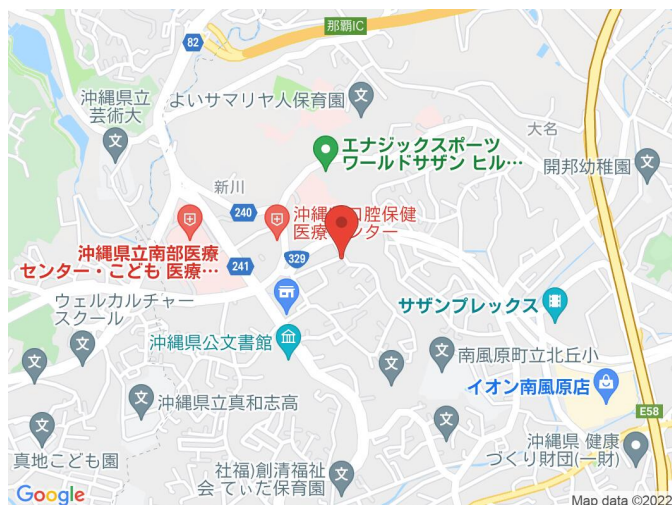 那覇IC
82
沖縄県立
芸術大
よいサマリヤ人保育園
大名
エナジックスポーツ
ワールドサザン ヒル…
開邦幼稚園
新川
240
沖縄県口腔保健
医療センター
沖縄県立南部医療
センター・こども 医療…
241
329
ウェルカルチャー
スクール
サザンプレックス
沖縄県公文書館
南風原町立北丘小
イオン南風原店
沖縄県立真和志高
E58
真地こども園
沖縄県 健康
づくり財団(一財)
社福)創清福祉
会 てぃだ保育園
Google
Map data ©2022